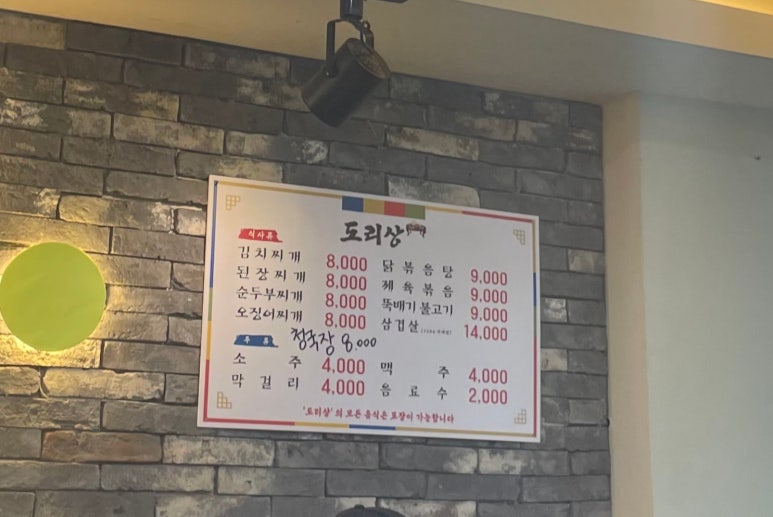 도리상
식사류
김치찌개 8,000 닭볶음탕 9,000
된장찌개 8,000 제육볶음 9,000
순두부찌개 8,000 뚝배기불고기 9,000
오징어찌개 8,000 삼겹살 14,000
청국장 8.000
주류
소주 4,000 맥주 4,000
막걸리 4,000 음료수 2,000
'도리상'의 모든 음식은 포장이 가능합니다